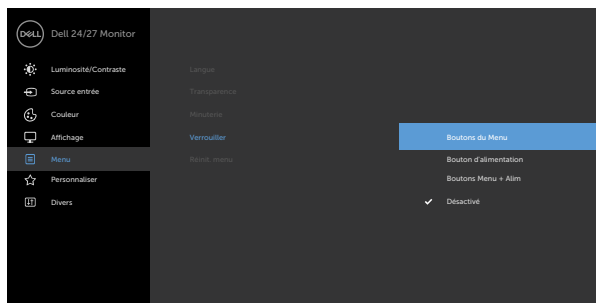 DELL
Dell 24/27 Monitor
Luminosité/Contraste
Source entrée
Couleur
Affichage
Menu
Personnaliser
Divers
Langue
Transparence
Minuterie
Verrouiller
Réinit. menu
Boutons du Menu
Bouton d'alimentation
Boutons Menu + Alim
Désactivé